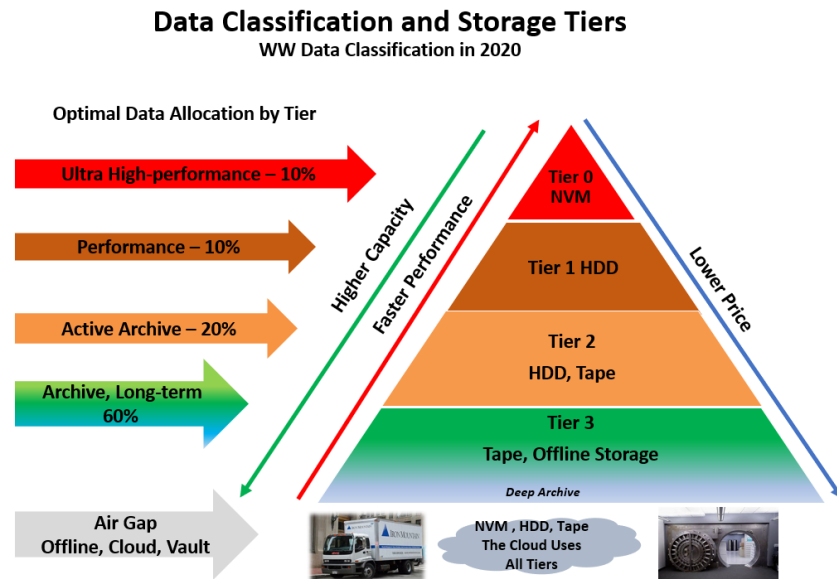 Data Classification and Storage Tiers
WW Data Classification in 2020
Optimal Data Allocation by Tier
Ultra High-performance – 10%
Performance – 10%
Active Archive – 20%
Archive, Long-term
60%
Air Gap
Offline, Cloud, Vault
Higher Capacity
Faster Performance
Lower Price
Tier 0
NVM
Tier 1 HDD
Tier 2
HDD, Tape
Tier 3
Tape, Offline Storage
Deep Archive
IRON MOUNTAIN
NVM , HDD, Tape
The Cloud Uses
All Tiers